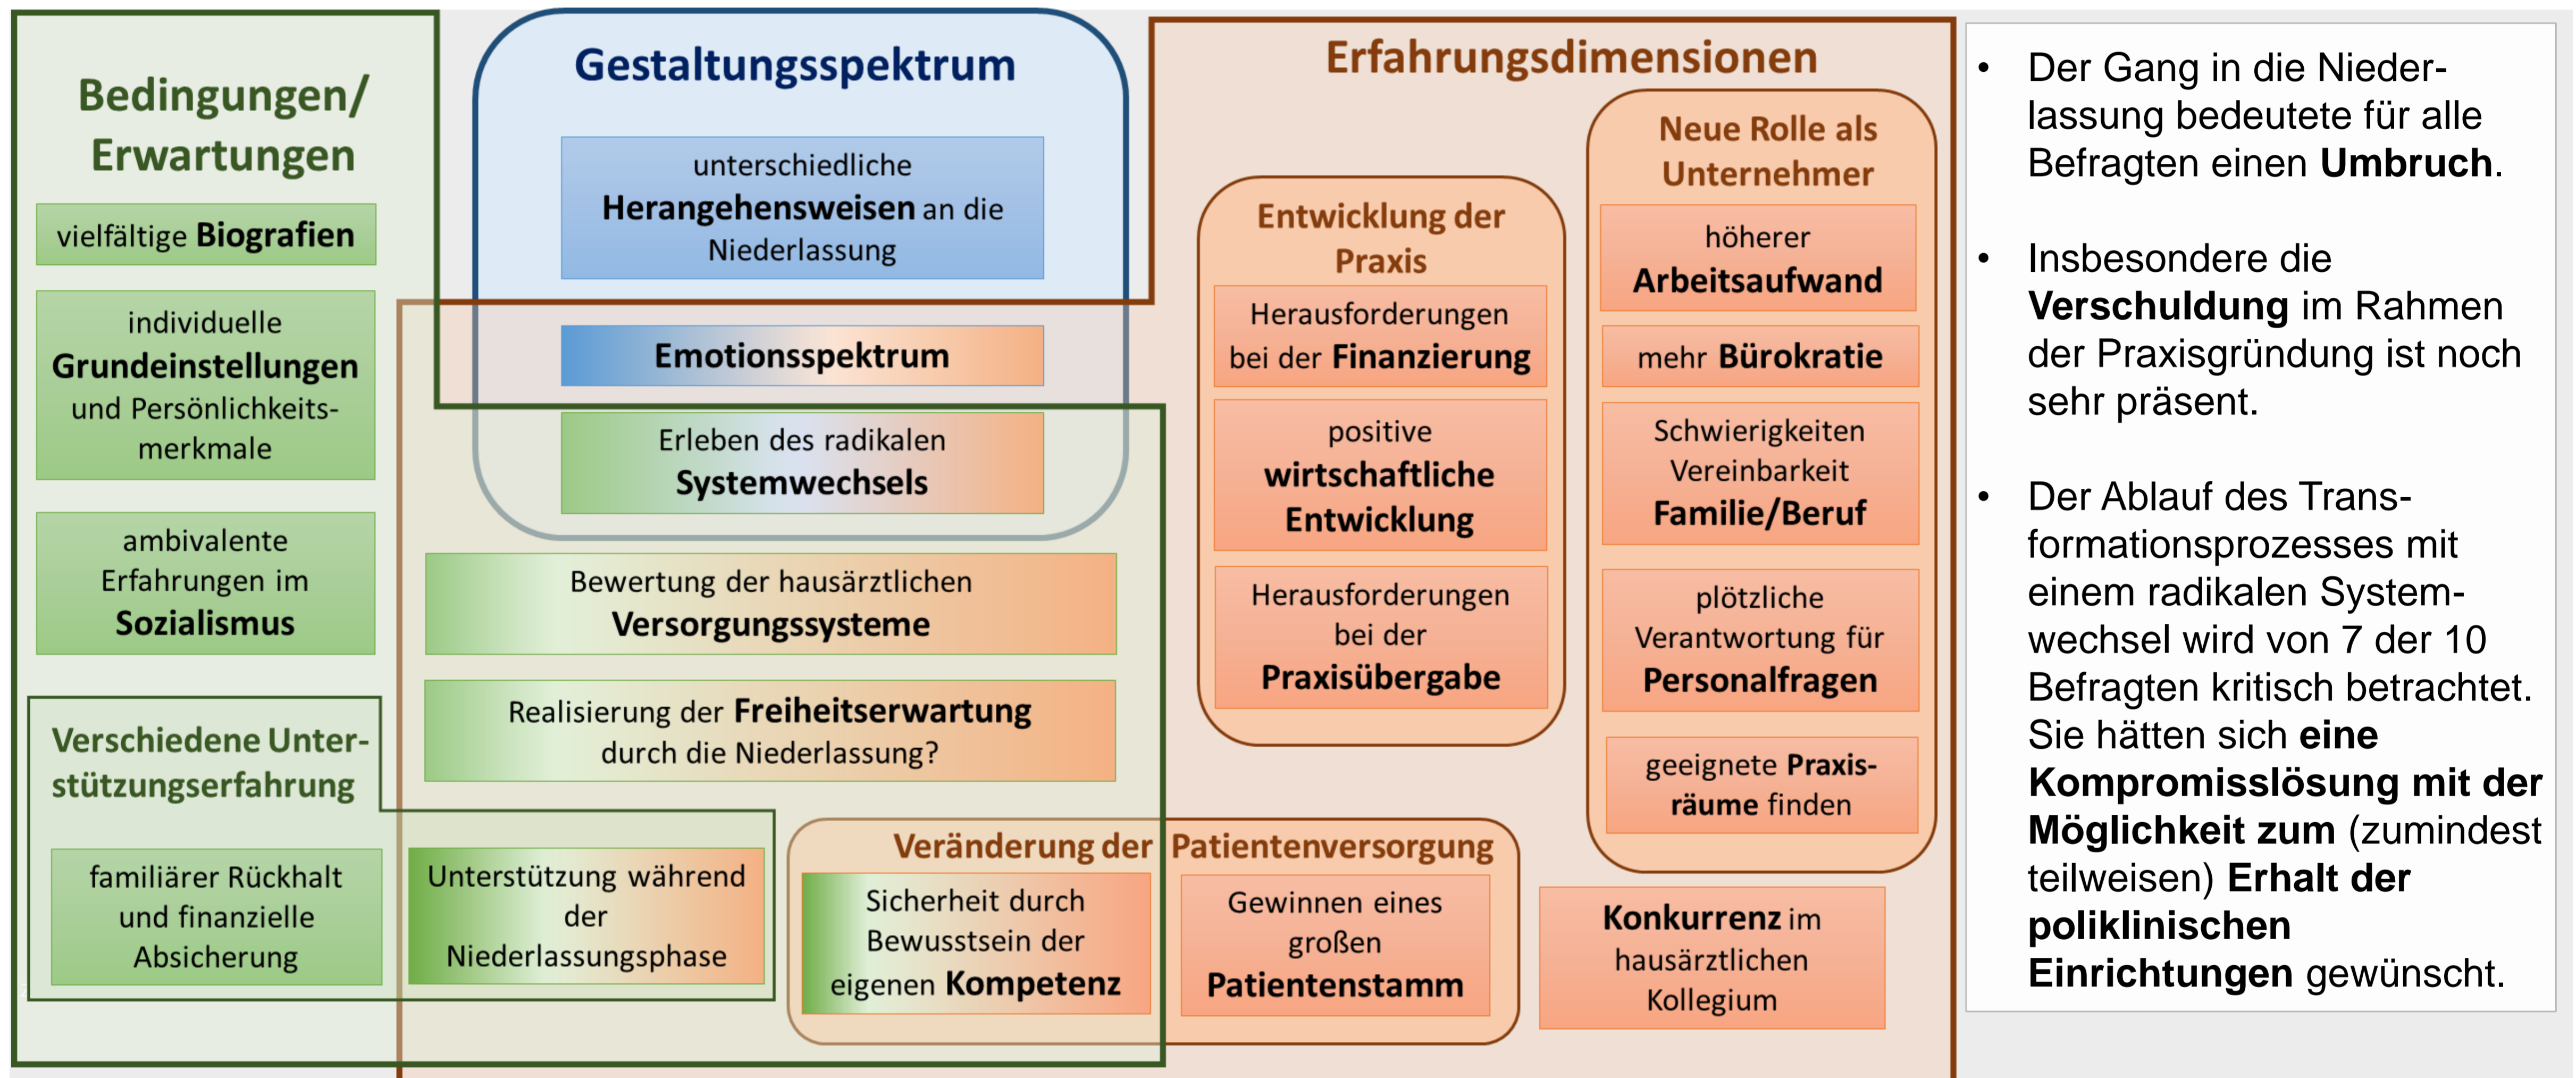 Bedingungen/
Erwartungen
vielfältige Biografien
individuelle
Grundeinstellungen
und Persönlichkeits-
merkmale
ambivalente
Erfahrungen im
Sozialismus
Verschiedene Unter-
stützungserfahrung
familiärer Rückhalt
und finanzielle
Absicherung
Unterstützung während
der
Niederlassungsphase
Gestaltungsspektrum
unterschiedliche
Herangehensweisen an die
Niederlassung
Emotionsspektrum
Erleben des radikalen
Systemwechsels
Bewertung der hausärztlichen
Versorgungssysteme
Realisierung der Freiheitserwartung
durch die Niederlassung?
Erfahrungsdimensionen
Entwicklung der
Praxis
Herausforderungen
bei der Finanzierung
positive
wirtschaftliche
Entwicklung
Herausforderungen
bei der
Praxisübergabe
Neue Rolle als
Unternehmer
höherer
Arbeitsaufwand
mehr Bürokratie
Schwierigkeiten
Vereinbarkeit
Familie/Beruf
plötzliche
Verantwortung für
Personalfragen
geeignete Praxis-
räume finden
Veränderung der Patientenversorgung
Sicherheit durch
Bewusstsein der
eigenen Kompetenz
Gewinnen eines
großen
Patientenstamm
Konkurrenz im
hausärztlichen
Kollegium
• Der Gang in die Nieder-
lassung bedeutete für alle
Befragten einen Umbruch.
• Insbesondere die
Verschuldung im Rahmen
der Praxisgründung ist noch
sehr präsent.
• Der Ablauf des Trans-
formationsprozesses mit
einem radikalen System-
wechsel wird von 7 der 10
Befragten kritisch betrachtet.
Sie hätten sich eine
Kompromisslösung mit der
Möglichkeit zum (zumindest
teilweisen) Erhalt der
poliklinischen
Einrichtungen gewünscht.